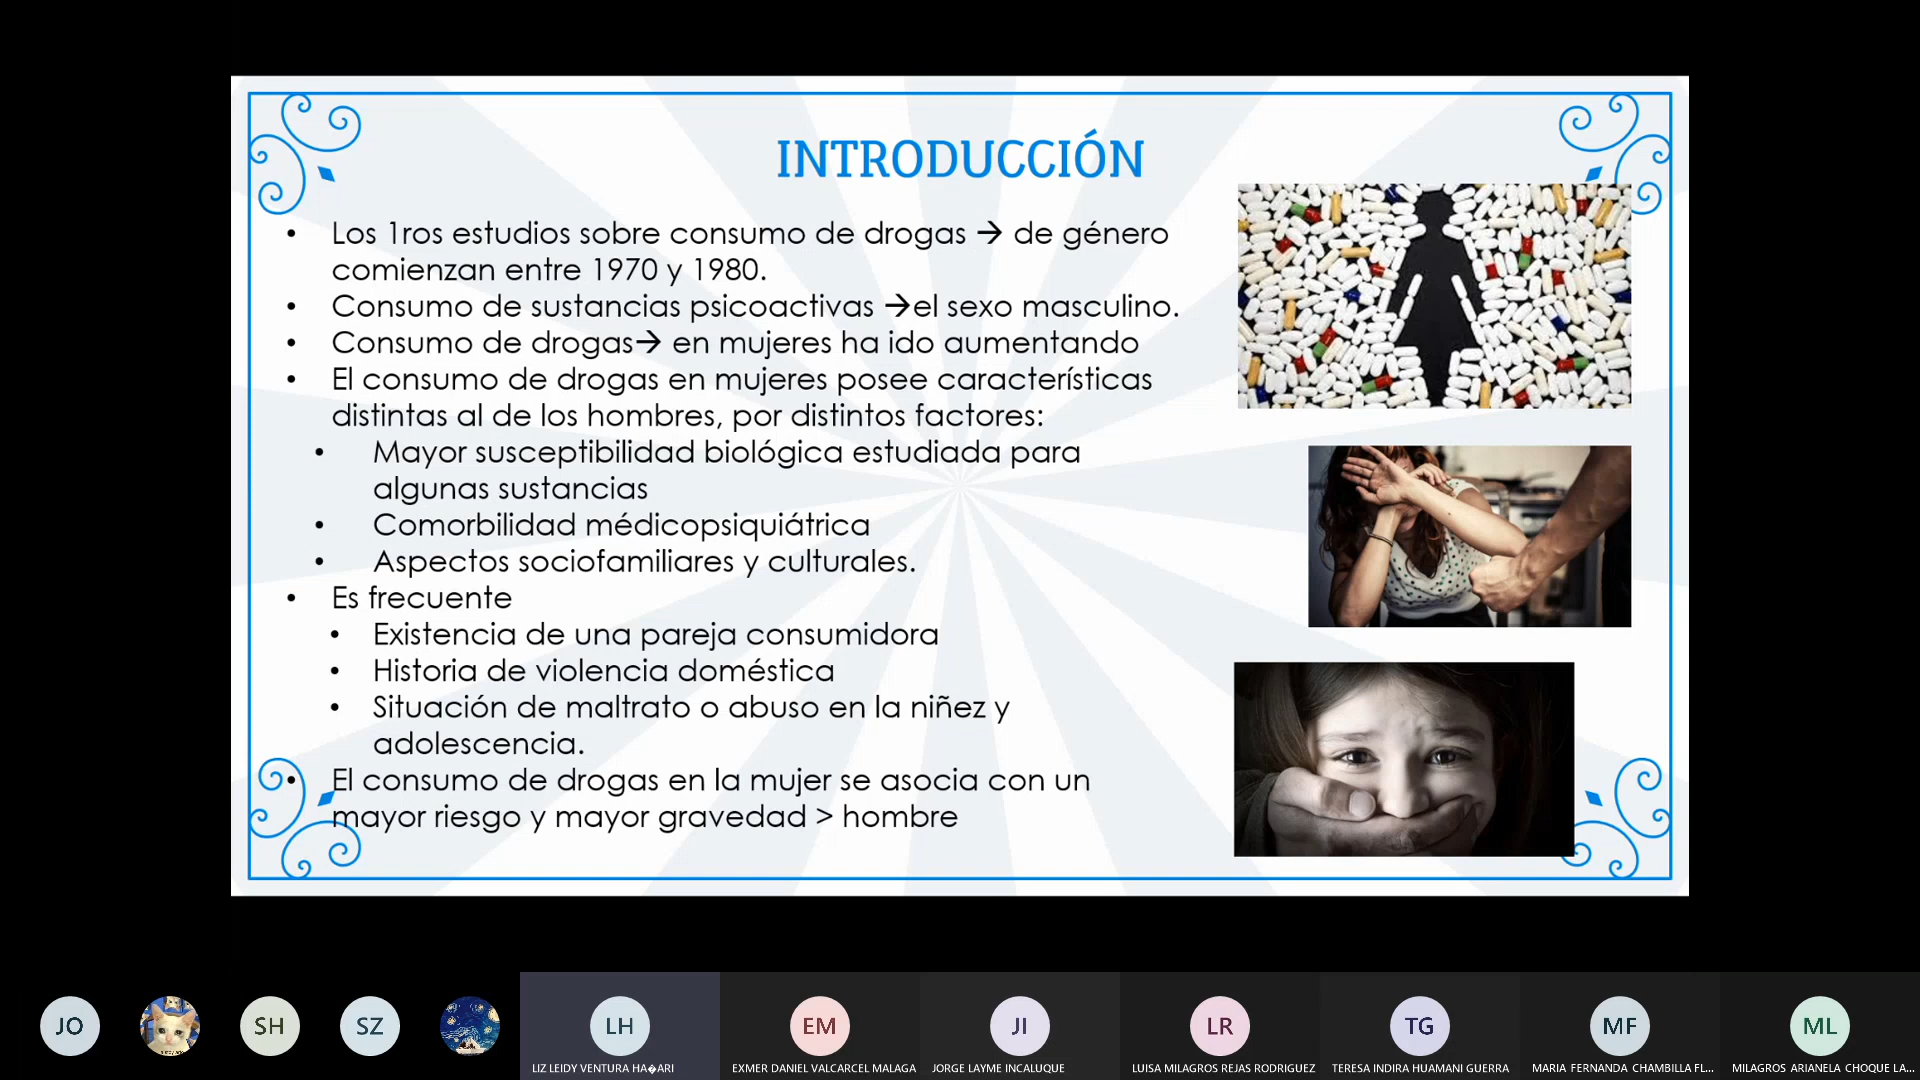 INTRODUCCIÓN
• Los 1ros estudios sobre consumo de drogas → de género
comienzan entre 1970 y 1980.
• Consumo de sustancias psicoactivas →el sexo masculino.
• Consumo de drogas→ en mujeres ha ido aumentando
• El consumo de drogas en mujeres posee características
distintas al de los hombres, por distintos factores:
• Mayor susceptibilidad biológica estudiada para
algunas sustancias
• Comorbilidad médicopsiquiátrica
• Aspectos sociofamiliares y culturales.
• Es frecuente
• Existencia de una pareja consumidora
• Historia de violencia doméstica
• Situación de maltrato o abuso en la niñez y
adolescencia.
• El consumo de drogas en la mujer se asocia con un
mayor riesgo y mayor gravedad > hombre
JO
SH
SZ
LH
EM
JI
LR
TG
MF
ML
LIZ LEIDY VENTURA HA�ARI
EXMER DANIEL VALCARCEL MALAGA
JORGE LAYME INCALUQUE
LUISA MILAGROS REJAS RODRIGUEZ
TERESA INDIRA HUAMANI GUERRA
MARIA FERNANDA CHAMBILLA FL...
MILAGROS ARIANELA CHOQUE LA...